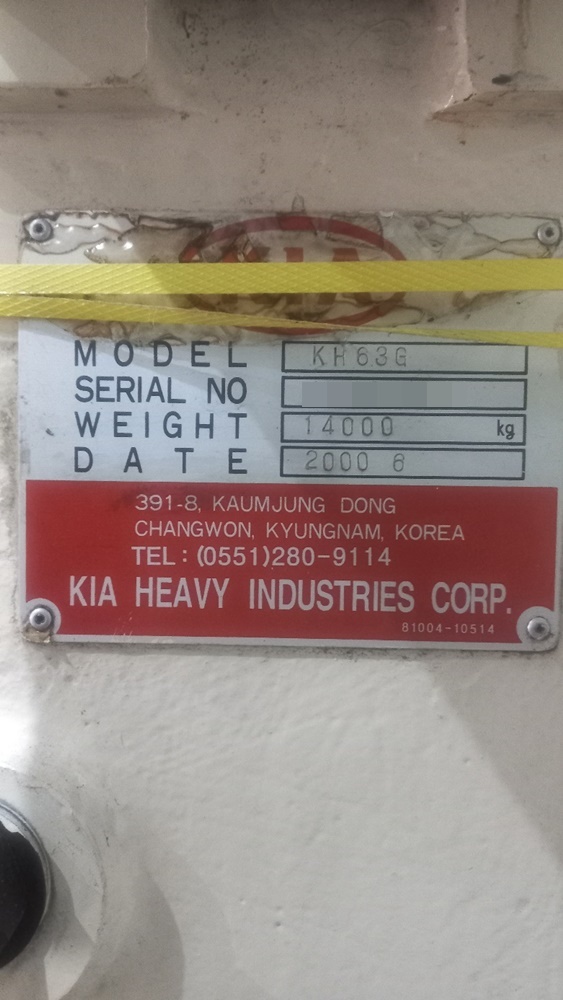 KIA
MODEL KH63G
SERIAL NO
WEIGHT 14000 kg
DATE 2000 6
391-8, KAUMJUNG DONG
CHANGWON, KYUNGNAM, KOREA
TEL : (0551)280-9114
KIA HEAVY INDUSTRIES CORP.
81004-10514